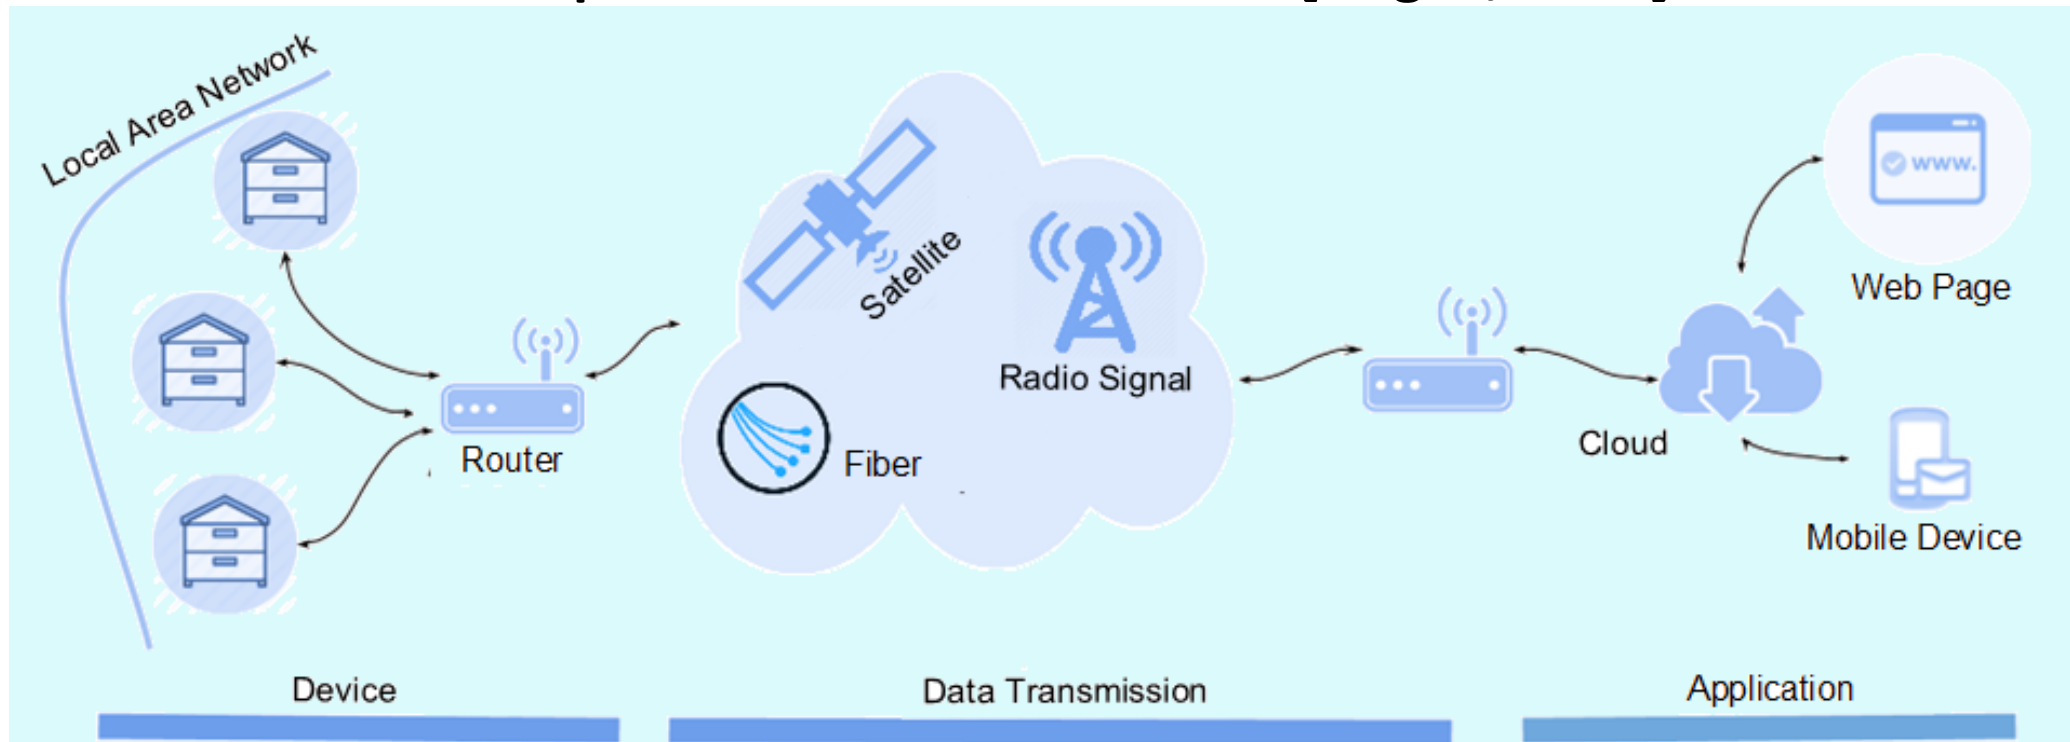 Local Area Network
Router
Satellite
Radio Signal
Fiber
Cloud
www.
Web Page
Mobile Device
Device
Data Transmission
Application